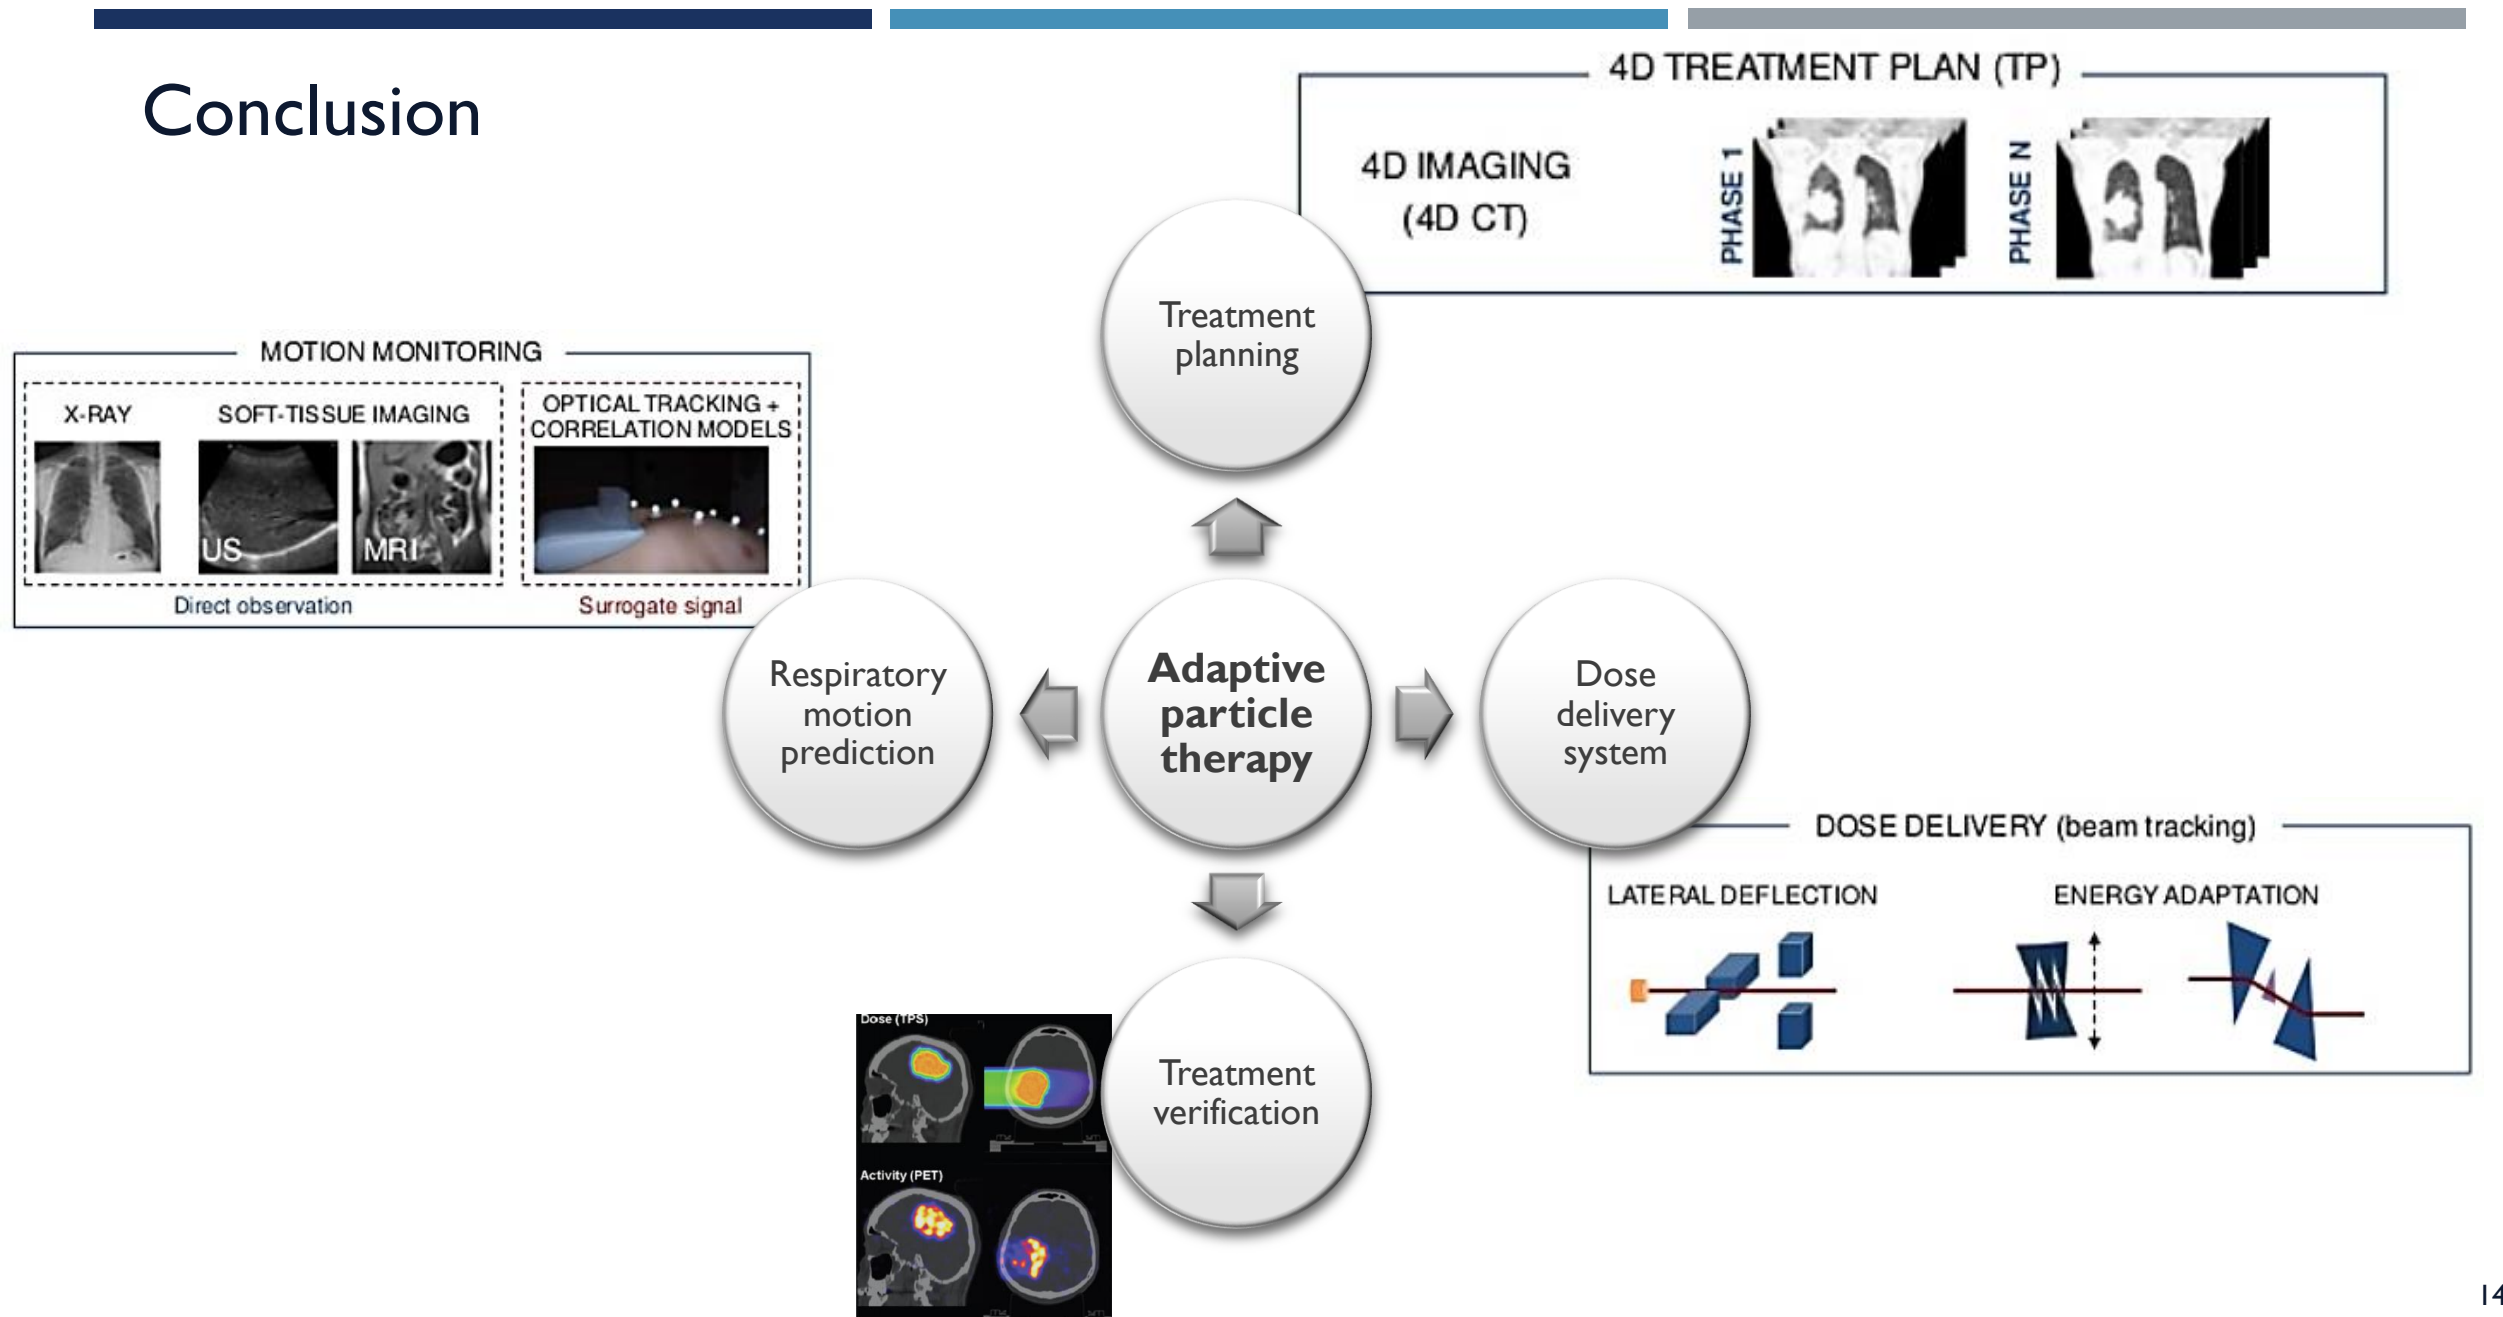 Conclusion
4D TREATMENT PLAN (TP)
4D IMAGING
(4D CT)
PHASE 1
PHASE N
Treatment
planning
MOTION MONITORING
X-RAY
SOFT-TISSUE IMAGING
OPTICAL TRACKING +
CORRELATION MODELS
US
MRI
Direct observation
Surrogate signal
Respiratory
motion
prediction
Adaptive
particle
therapy
Dose
delivery
system
DOSE DELIVERY (beam tracking)
LATERAL DEFLECTION
ENERGY ADAPTATION
Treatment
verification
Dose (TPS)
Activity (PET)
14